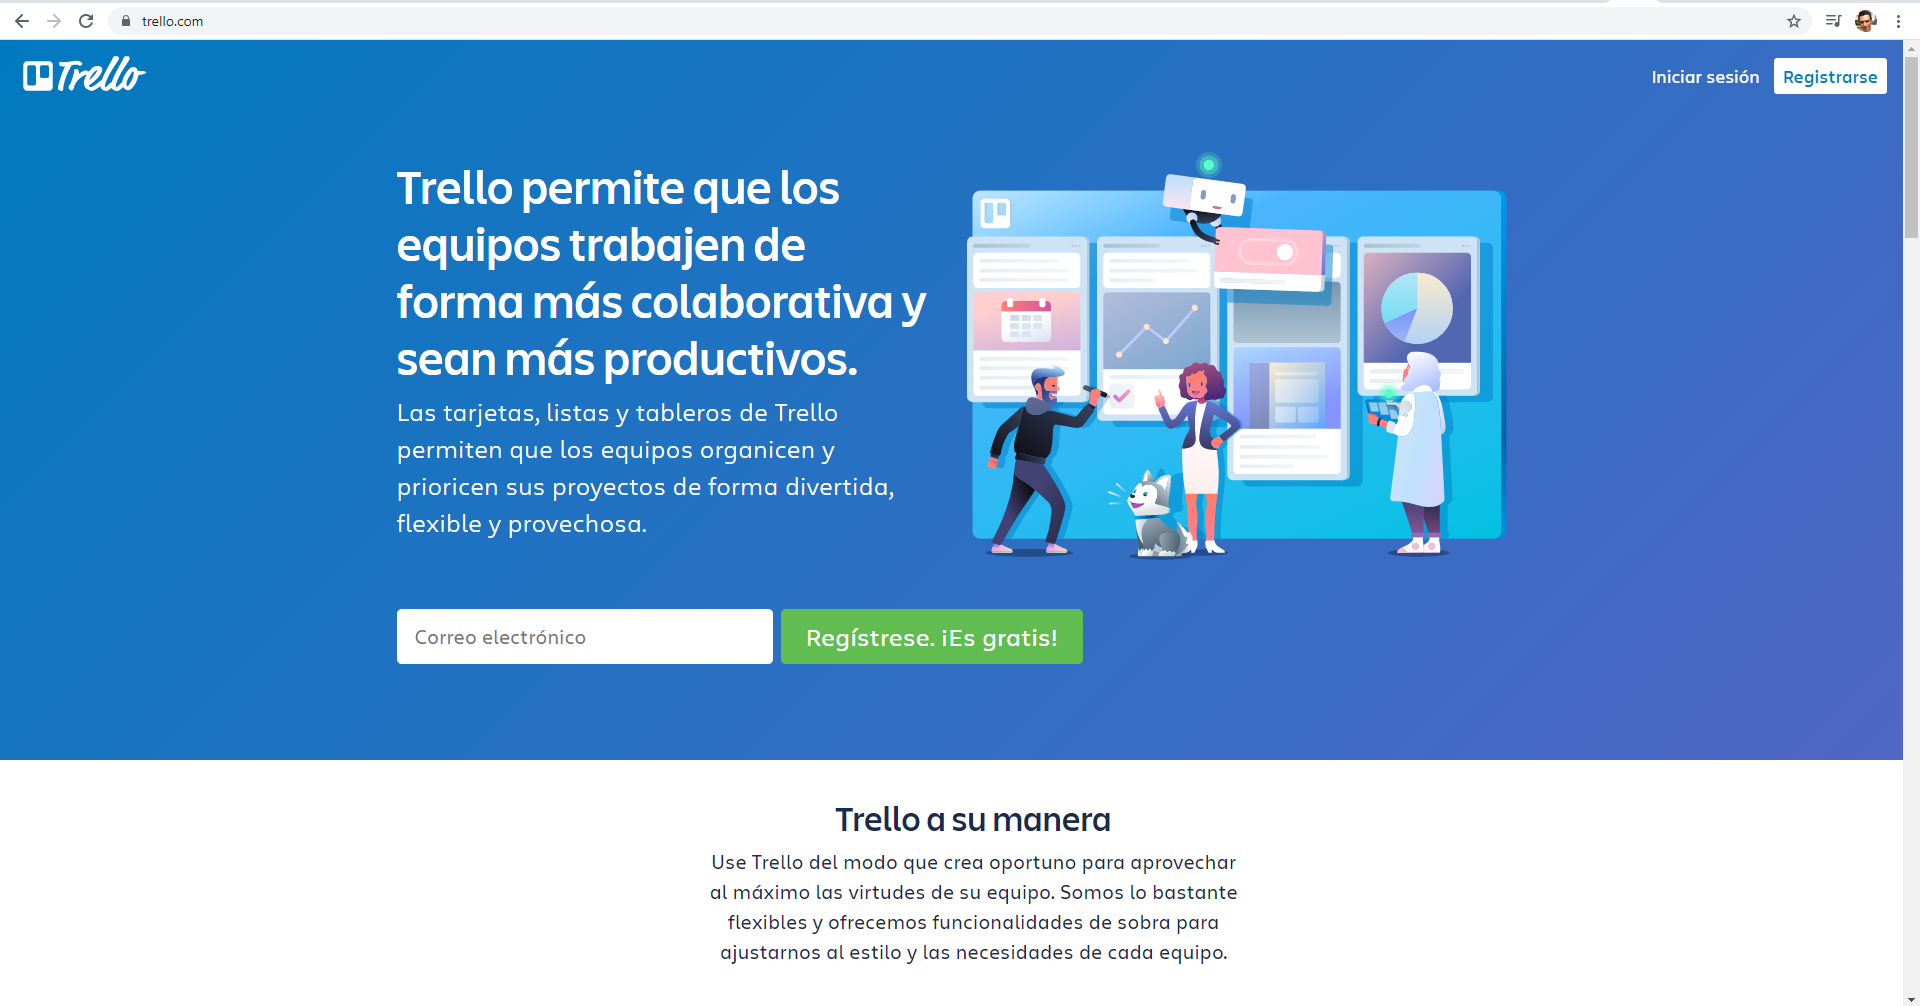 trello.com
Trello
Iniciar sesión
Registrarse
Trello permite que los
equipos trabajen de
forma más colaborativa y
sean más productivos.
Las tarjetas, listas y tableros de Trello
permiten que los equipos organicen y
prioricen sus proyectos de forma divertida,
flexible y provechosa.
Correo electrónico
Regístrese. ¡Es gratis!
Trello a su manera
Use Trello del modo que crea oportuno para aprovechar
al máximo las virtudes de su equipo. Somos lo bastante
flexibles y ofrecemos funcionalidades de sobra para
ajustarnos al estilo y las necesidades de cada equipo.